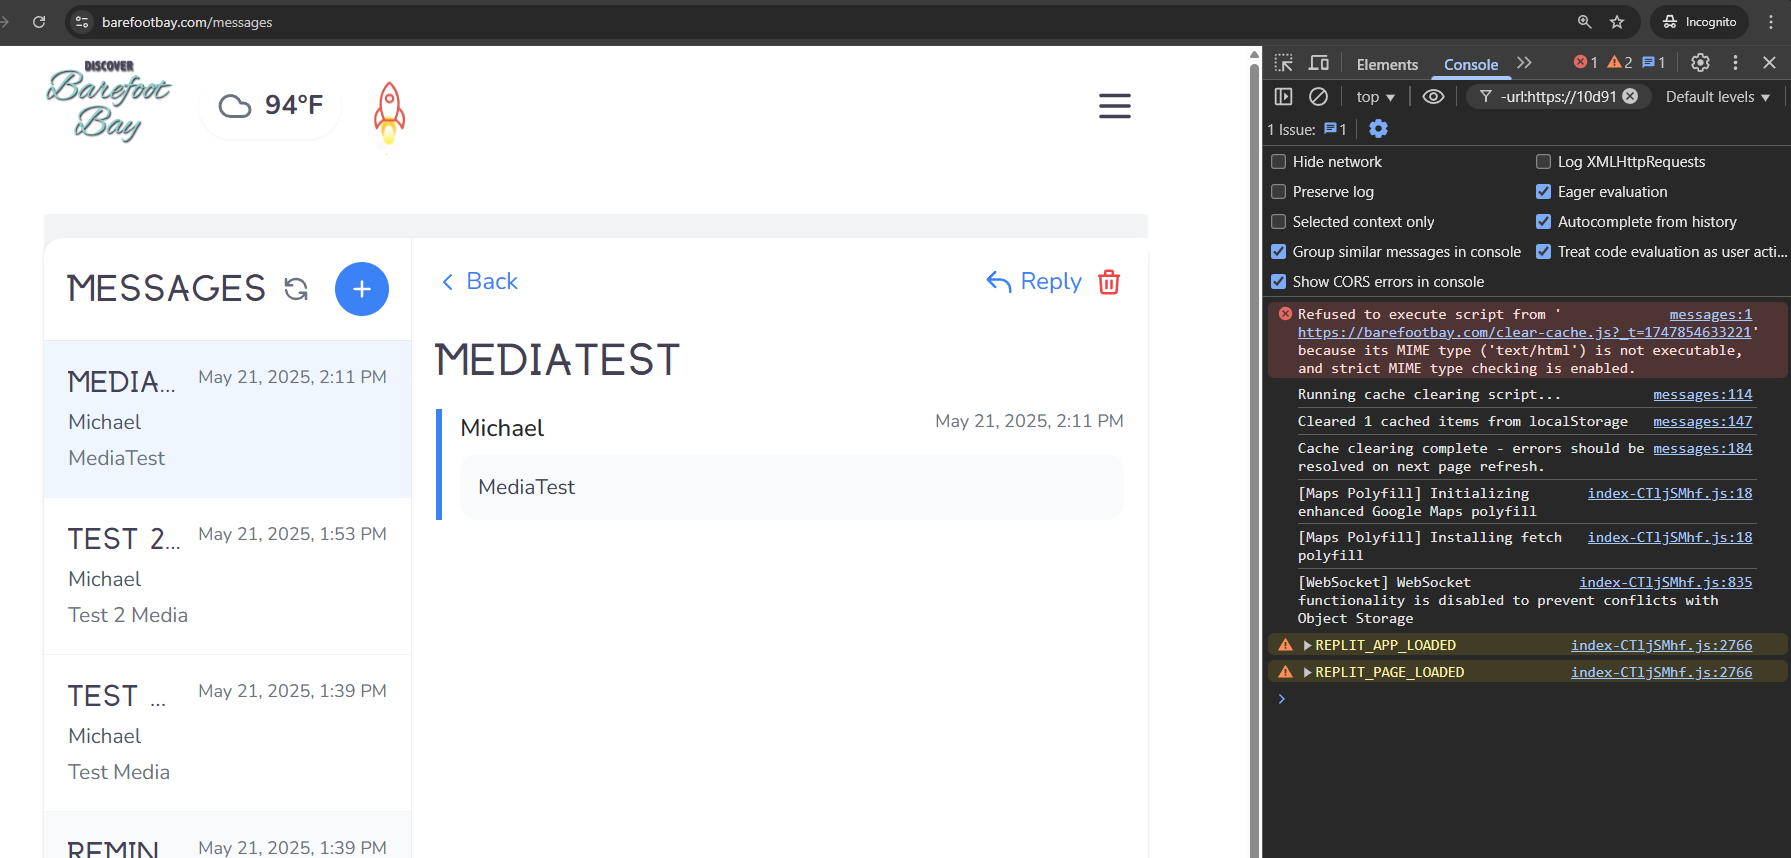 barefootbay.com/messages
Incognito
DISCOVER
Barefoot
Bay
94°F
MESSAGES
MEDIA... May 21, 2025, 2:11 PM
Michael
MediaTest
TEST 2... May 21, 2025, 1:53 PM
Michael
Test 2 Media
TEST ... May 21, 2025, 1:39 PM
Michael
Test Media
REMIN May 21, 2025, 1:39 PM
Back
Reply
MEDIATEST
Michael May 21, 2025, 2:11 PM
MediaTest
Elements Console 1 2 1
top -url:https://10d91 Default levels
1 Issue: 1
Hide network Log XMLHttpRequests
Preserve log Eager evaluation
Selected context only Autocomplete from history
Group similar messages in console Treat code evaluation as user acti...
Show CORS errors in console
Refused to execute script from ' messages:1
https://barefootbay.com/clear-cache.js?_t=1747854633221'
because its MIME type ('text/html') is not executable,
and strict MIME type checking is enabled.
Running cache clearing script... messages:114
Cleared 1 cached items from localStorage messages:147
Cache clearing complete - errors should be messages:184
resolved on next page refresh.
[Maps Polyfill] Initializing index-CTljSMhf.js:18
enhanced Google Maps polyfill
[Maps Polyfill] Installing fetch index-CTljSMhf.js:18
polyfill
[WebSocket] WebSocket index-CTljSMhf.js:835
functionality is disabled to prevent conflicts with
Object Storage
REPLIT_APP_LOADED index-CTljSMhf.js:2766
REPLIT_PAGE_LOADED index-CTljSMhf.js:2766